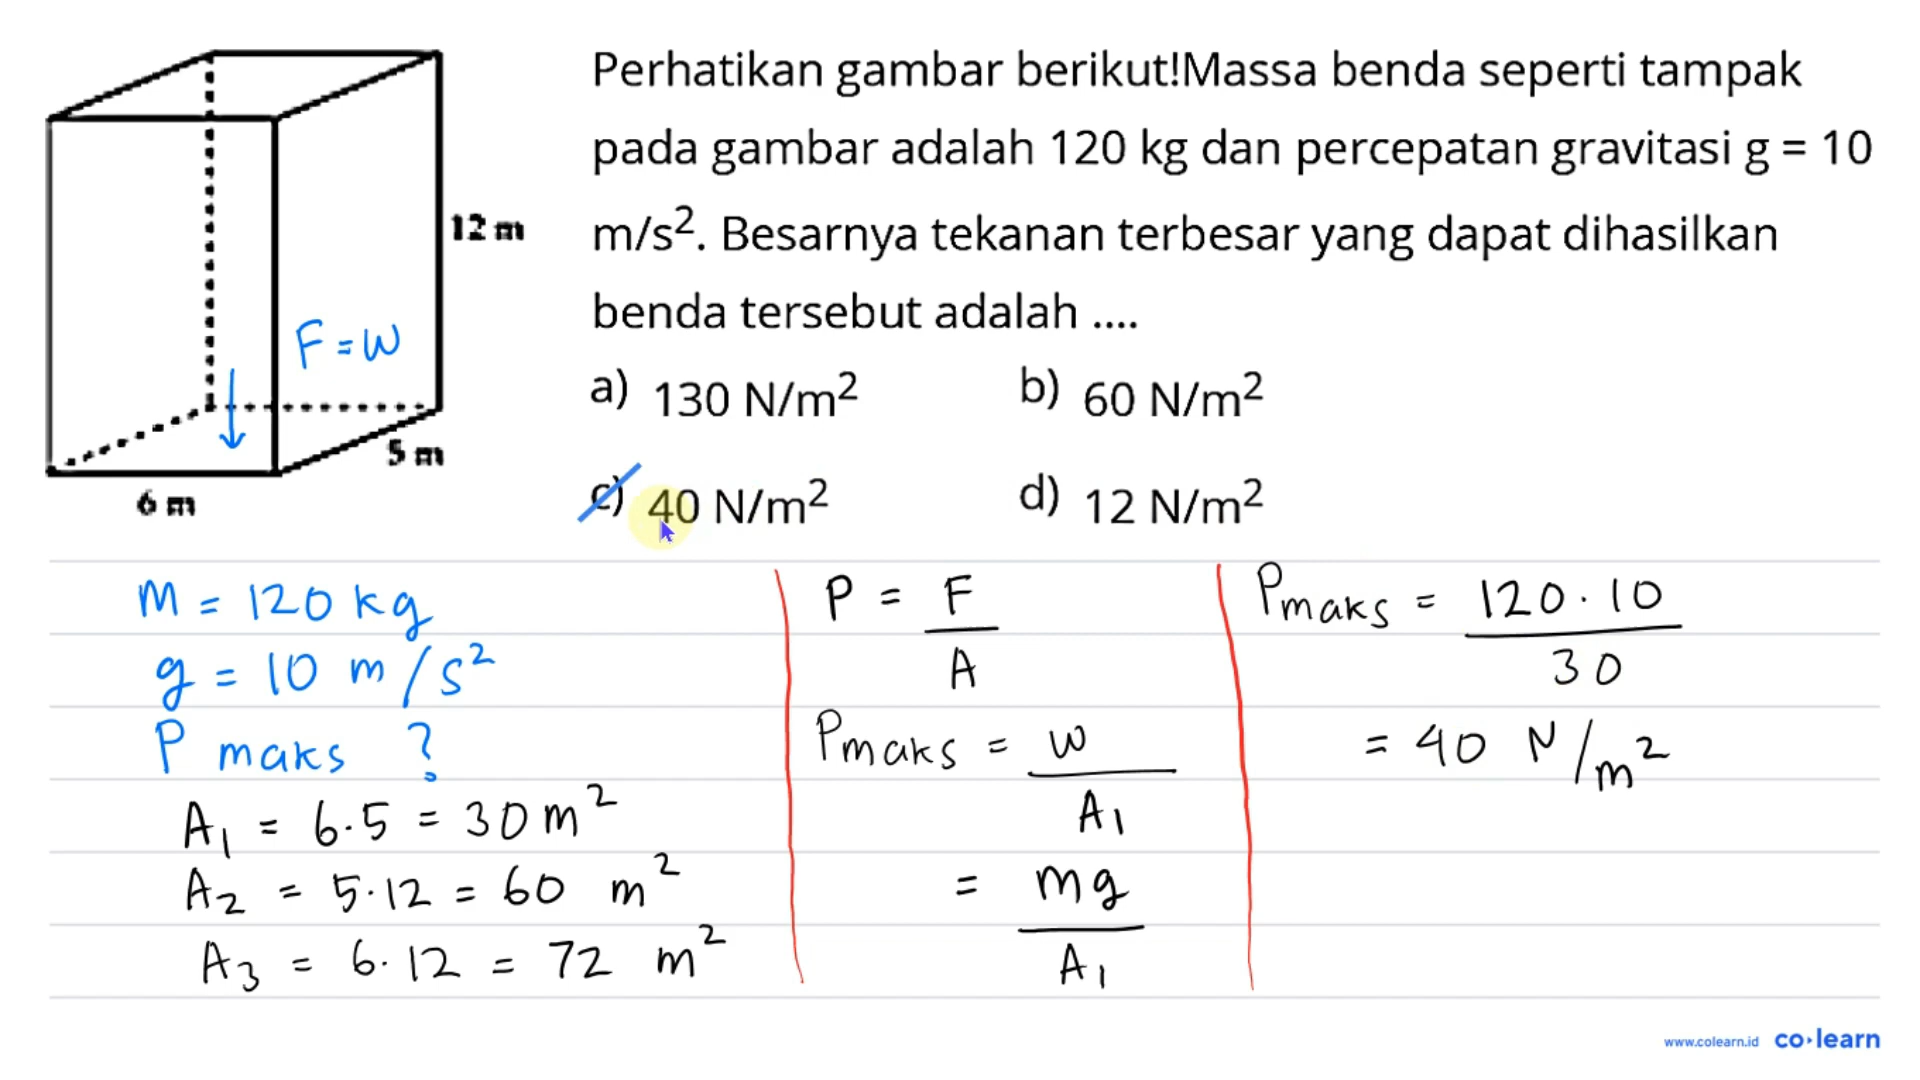 Perhatikan gambar berikut!Massa benda seperti tampak
pada gambar adalah 120 kg dan percepatan gravitasi g = 10
m/s². Besarnya tekanan terbesar yang dapat dihasilkan
benda tersebut adalah ....
a) 130 N/m² b) 60 N/m²
c) 40 N/m² d) 12 N/m²
12 m
F = w
5 m
6 m
m = 120 kg
g = 10 m/s²
P maks ?
A₁ = 6.5 = 30 m²
A₂ = 5.12 = 60 m²
A₃ = 6.12 = 72 m²
P = F
A
Pmaks = w
A₁
= mg
A₁
Pmaks = 120 . 10
30
= 40 N/m²
www.colearn.id co·learn